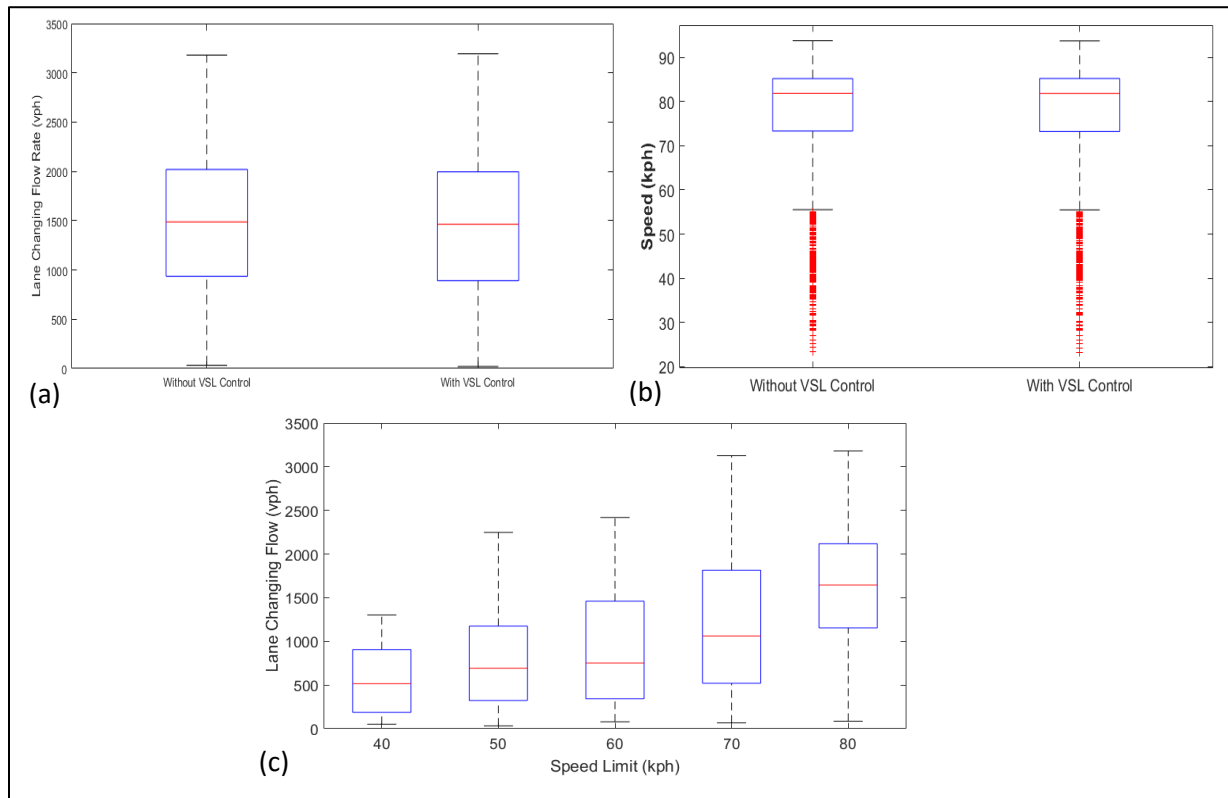 3500
3000
2500
2000
1500
1000
500
0
Lane Changing Flow Rate (vph)
Without VSL Control
With VSL Control
(a)
90
80
70
60
50
40
30
20
Speed (kph)
Without VSL Control
With VSL Control
(b)
3500
3000
2500
2000
1500
1000
500
0
Lane Changing Flow (vph)
40
50
60
70
80
Speed Limit (kph)
(c)